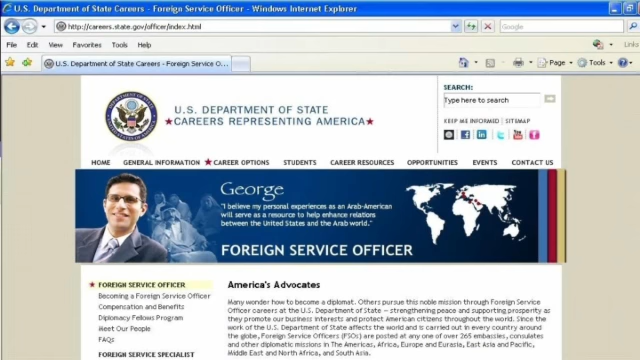 U.S. Department of State Careers - Foreign Service Officer - Windows Internet Explorer
http://careers.state.gov/officer/index.html
Google
File Edit View Favorites Tools Help
Links
U.S. Department of State Careers - Foreign Service O...
Page Tools
SEARCH:
Type here to search
U.S. DEPARTMENT OF STATE
CAREERS REPRESENTING AMERICA
KEEP ME INFORMED | SITEMAP
HOME GENERAL INFORMATION CAREER OPTIONS STUDENTS CAREER RESOURCES OPPORTUNITIES EVENTS CONTACT US
George
"I believe my personal experiences as an Arab-American
will serve as a resource to help enhance relations
between the United States and the Arab world."
FOREIGN SERVICE OFFICER
FOREIGN SERVICE OFFICER
Becoming a Foreign Service Officer
Compensation and Benefits
Diplomacy Fellows Program
Meet Our People
FAQs
FOREIGN SERVICE SPECIALIST
America's Advocates
Many wonder how to become a diplomat. Others pursue this noble mission through Foreign Service
Officer careers at the U.S. Department of State – strengthening peace and supporting prosperity as
they promote our business interests and protect American citizens throughout the world. Since the
work of the U.S. Department of State affects the world and is carried out in every country around
the globe, Foreign Service Officers (FSOs) are posted at any one of over 265 embassies, consulates
and other diplomatic missions in The Americas, Africa, Europe and Eurasia, East Asia and Pacific,
Middle East and North Africa, and South Asia.